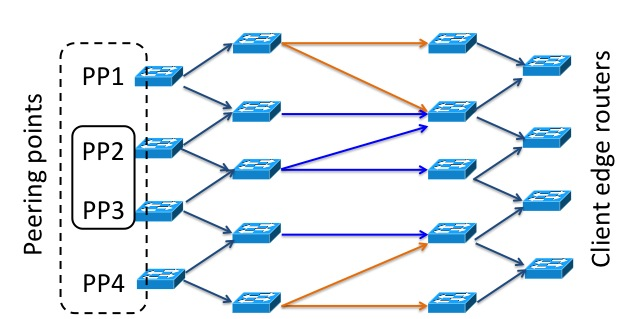 Peering points
PP1
PP2
PP3
PP4
Client edge routers